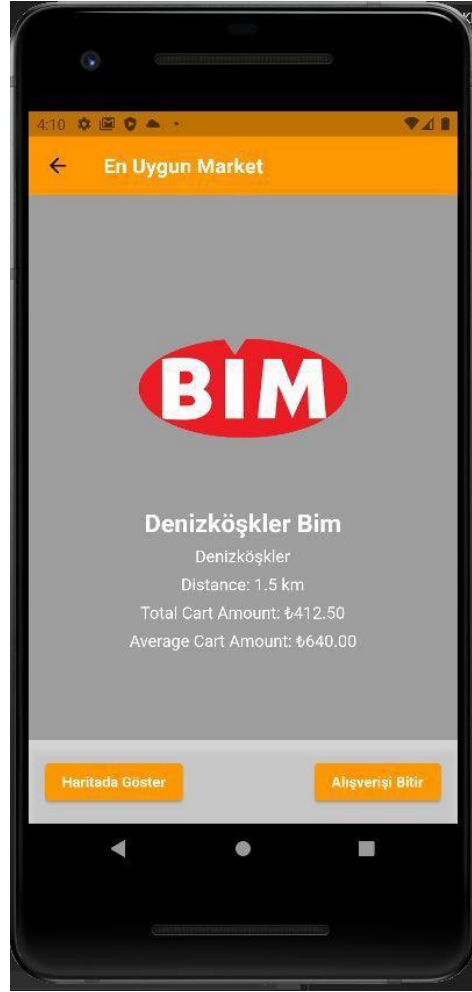 4:10
En Uygun Market
BİM
Denizköşkler Bim
Denizköşkler
Distance: 1.5 km
Total Cart Amount: ₺412.50
Average Cart Amount: ₺640.00
Haritada Göster
Alışverişi Bitir